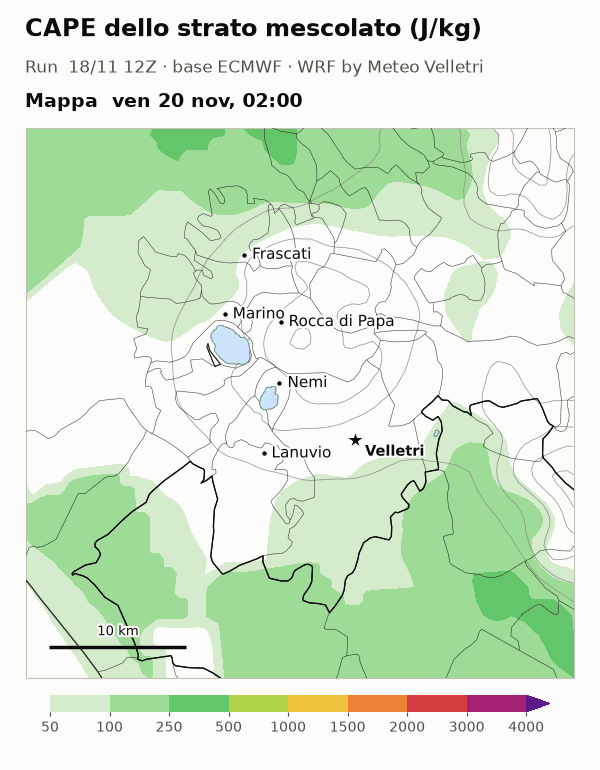 CAPE dello strato mescolato (J/kg)
Run  18/11 12Z · base ECMWF · WRF by Meteo Velletri
Mappa  ven 20 nov, 02:00
Frascati
Marino
Rocca di Papa
Nemi
Velletri
Lanuvio
10 km
50 100 250 500 1000 1500 2000 3000 4000